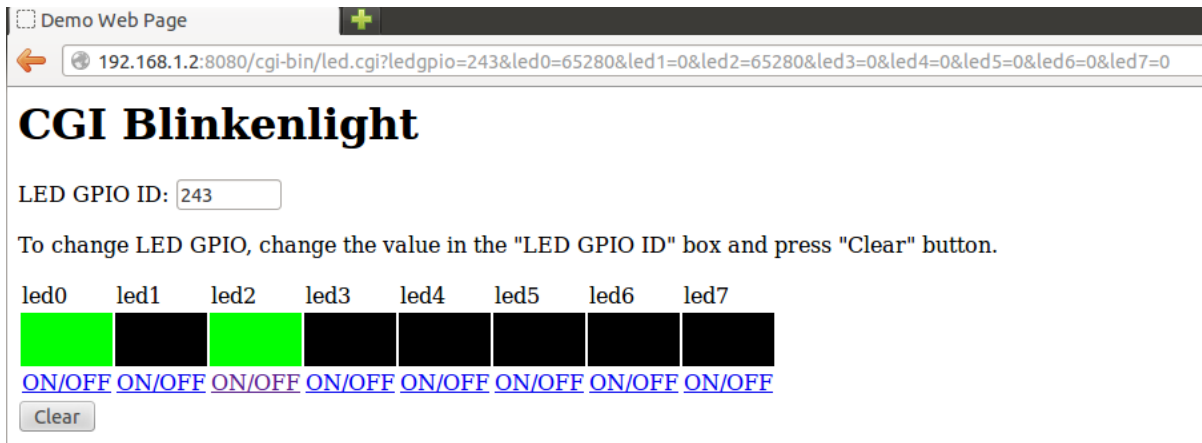 Demo Web Page
192.168.1.2:8080/cgi-bin/led.cgi?ledgpio=243&led0=65280&led1=0&led2=65280&led3=0&led4=0&led5=0&led6=0&led7=0
CGI Blinkenlight
LED GPIO ID: 243
To change LED GPIO, change the value in the "LED GPIO ID" box and press "Clear" button.
led0 led1 led2 led3 led4 led5 led6 led7
ON/OFF ON/OFF ON/OFF ON/OFF ON/OFF ON/OFF ON/OFF ON/OFF
Clear